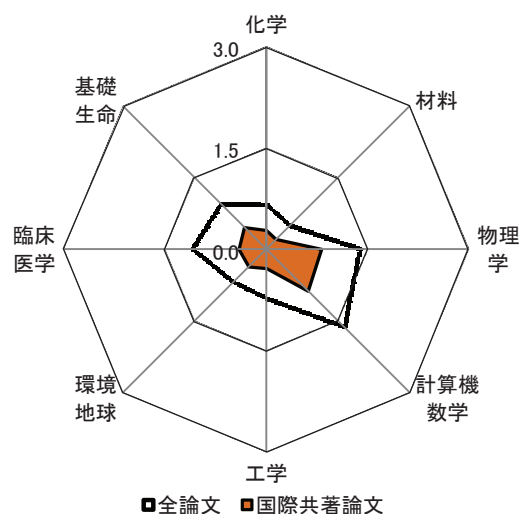 化学
3.0
基礎
生命
材料
1.5
臨床
医学
0.0
物理
学
環境
地球
計算機
数学
工学
全論文 国際共著論文